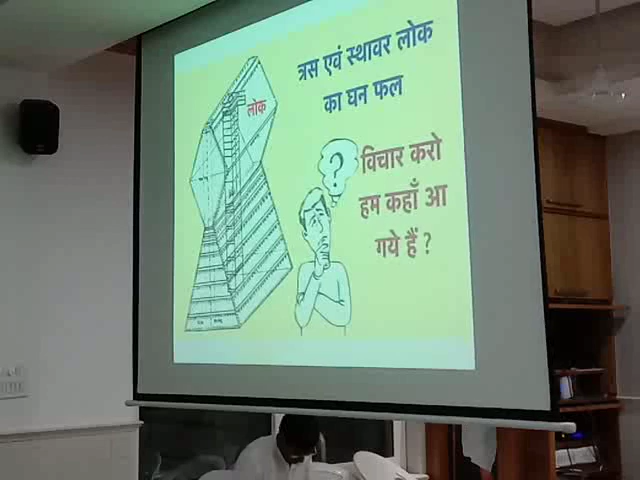 त्रस एवं स्थावर लोक
का घन फल
लोक
विचार करो
हम कहाँ आ
गये हैं ?